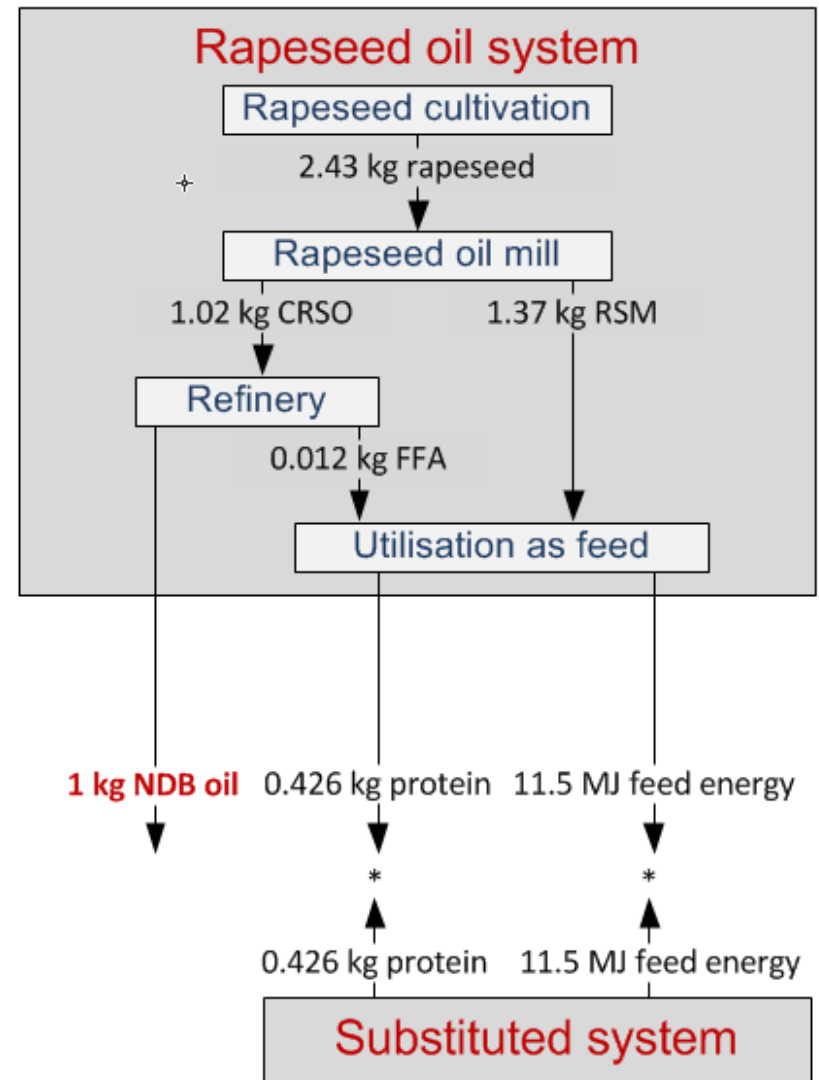 Rapeseed oil system
Rapeseed cultivation
2.43 kg rapeseed
Rapeseed oil mill
1.02 kg CRSO
1.37 kg RSM
Refinery
0.012 kg FFA
Utilisation as feed
1 kg NDB oil
0.426 kg protein
11.5 MJ feed energy
*
*
0.426 kg protein
11.5 MJ feed energy
Substituted system